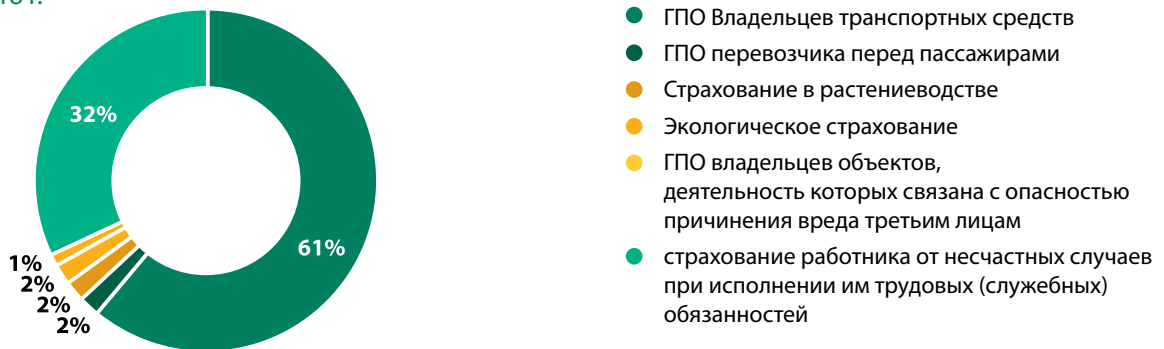 ГПО Владельцев транспортных средств
ГПО перевозчика перед пассажирами
Страхование в растениеводстве
Экологическое страхование
ГПО владельцев объектов,
деятельность которых связана с опасностью
причинения вреда третьим лицам
страхование работника от несчастных случаев
при исполнении им трудовых (служебных)
обязанностей
32%
61%
1%
2%
2%
2%